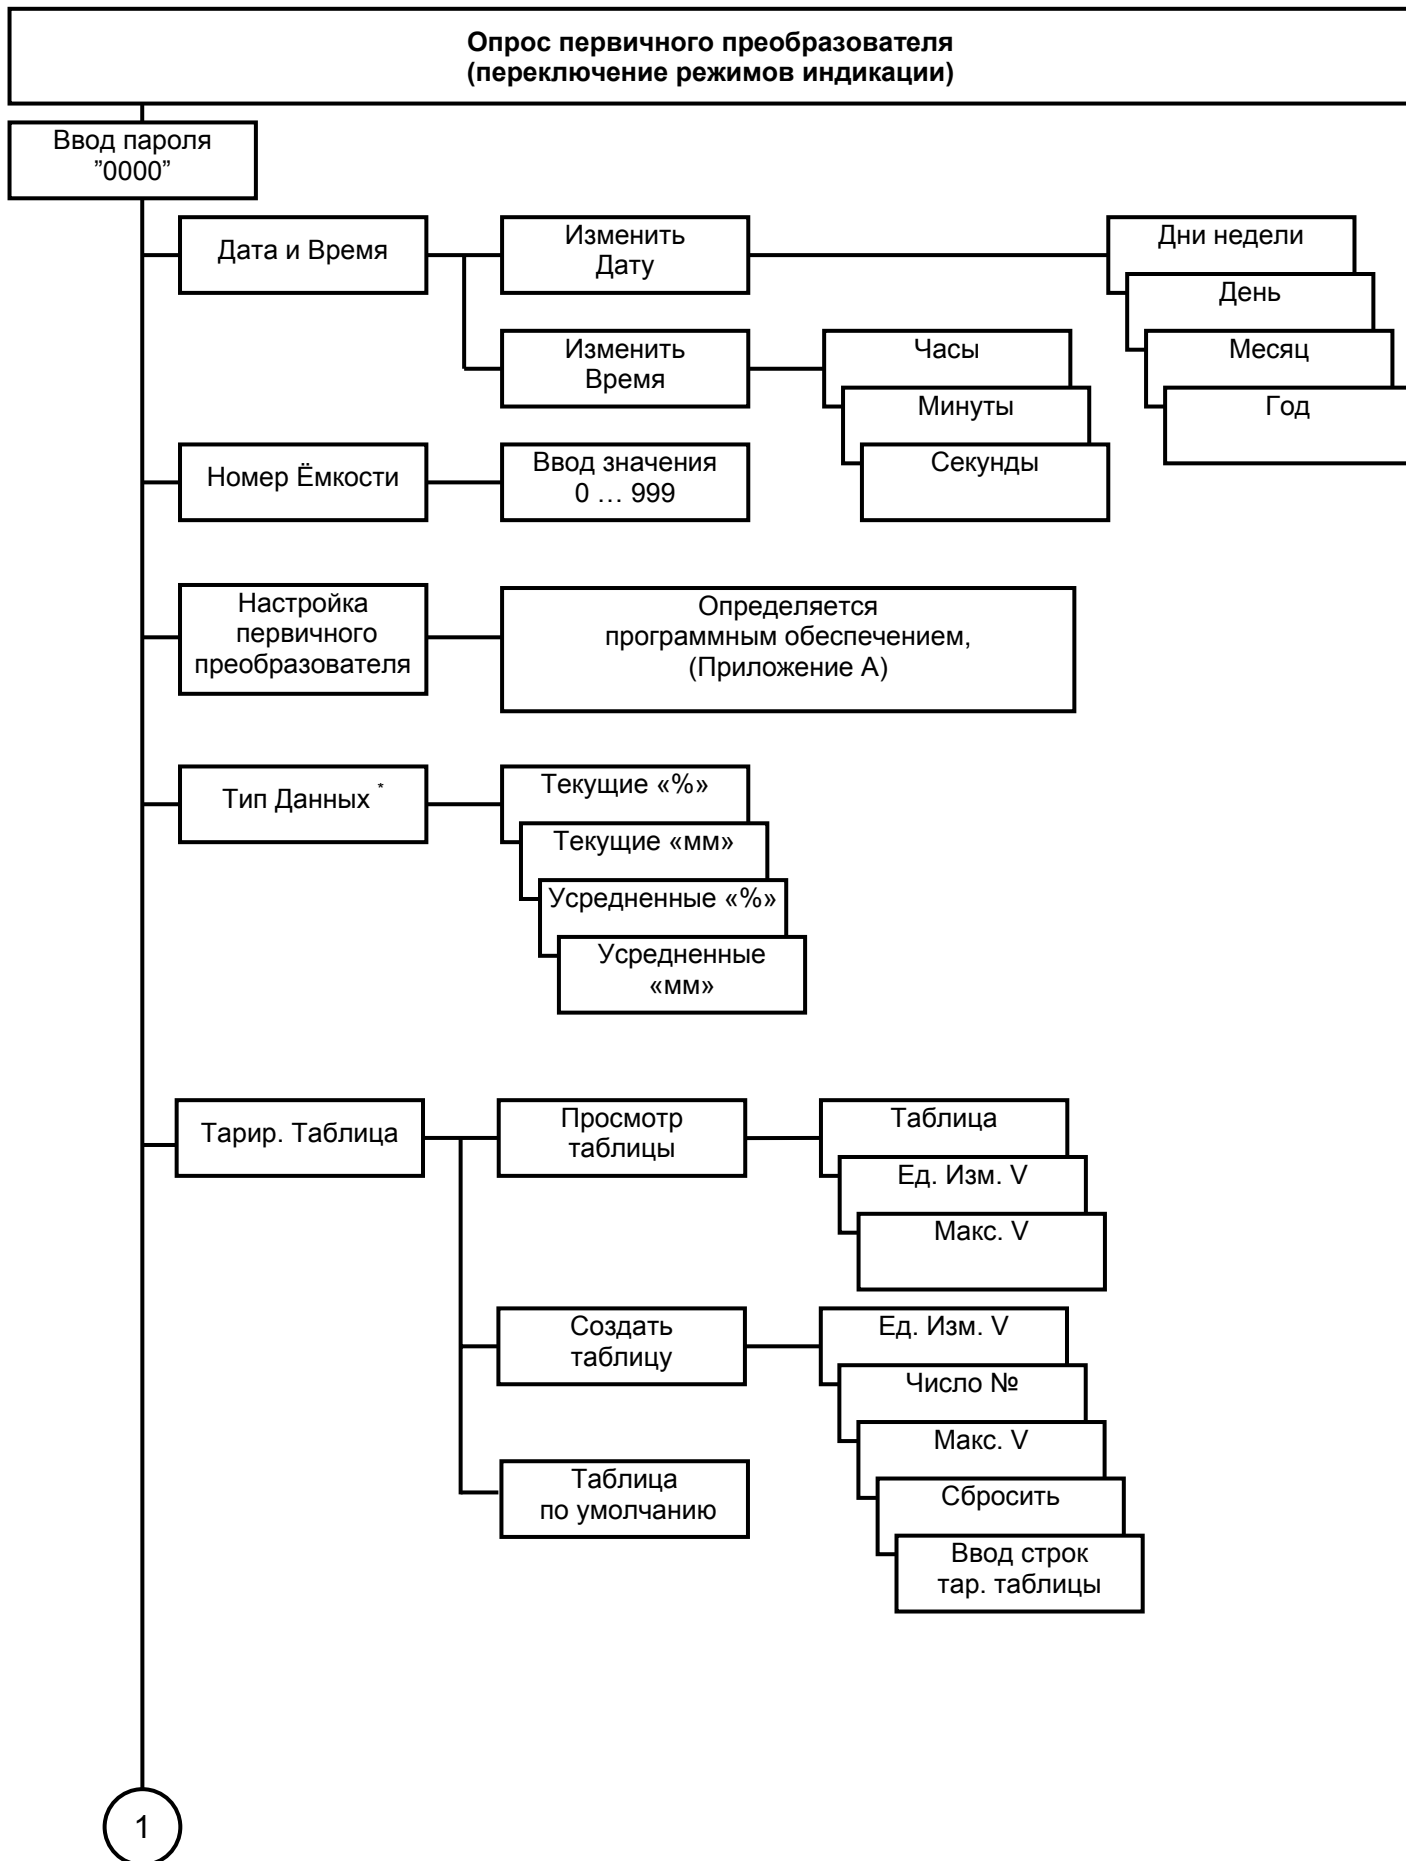 Опрос первичного преобразователя
(переключение режимов индикации)
Ввод пароля
”0000”
Дата и Время
Изменить
Дату
Дни недели
День
Месяц
Год
Изменить
Время
Часы
Минуты
Секунды
Номер Ёмкости
Ввод значения
0 … 999
Настройка
первичного
преобразователя
Определяется
программным обеспечением,
(Приложение А)
Тип Данных *
Текущие «%»
Текущие «мм»
Усредненные «%»
Усредненные
«мм»
Тарир. Таблица
Просмотр
таблицы
Таблица
Ед. Изм. V
Макс. V
Создать
таблицу
Ед. Изм. V
Число №
Макс. V
Сбросить
Ввод строк
тар. таблицы
Таблица
по умолчанию
1